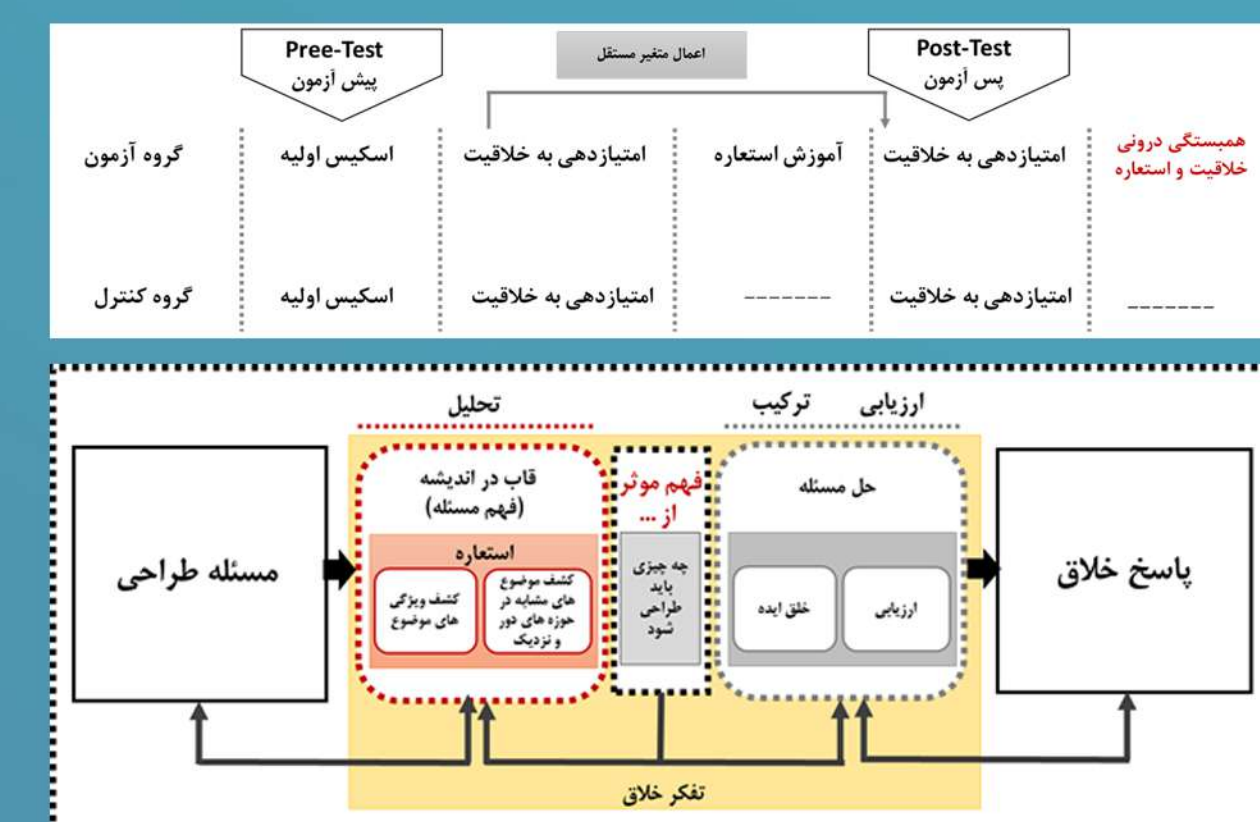 Pree-Test
پیش آزمون
اعمال متغیر مستقل
Post-Test
پس آزمون
گروه آزمون
اسکیس اولیه
امتیازدهی به خلاقیت
آموزش استعاره
امتیازدهی به خلاقیت
همبستگی درونی
خلاقیت و استعاره
گروه کنترل
اسکیس اولیه
امتیازدهی به خلاقیت
-------
امتیازدهی به خلاقیت
-------
تحلیل
ترکیب
ارزیابی
مسئله طراحی
قاب در اندیشه
(فهم مسئله)
استعاره
کشف ویژگی
های موضوع
کشف موضوع
های مشابه در
حوزه های دور
و نزدیک
فهم موثر
از ...
چه چیزی
باید
طراحی
شود
حل مسئله
خلق ایده
ارزیابی
پاسخ خلاق
تفکر خلاق